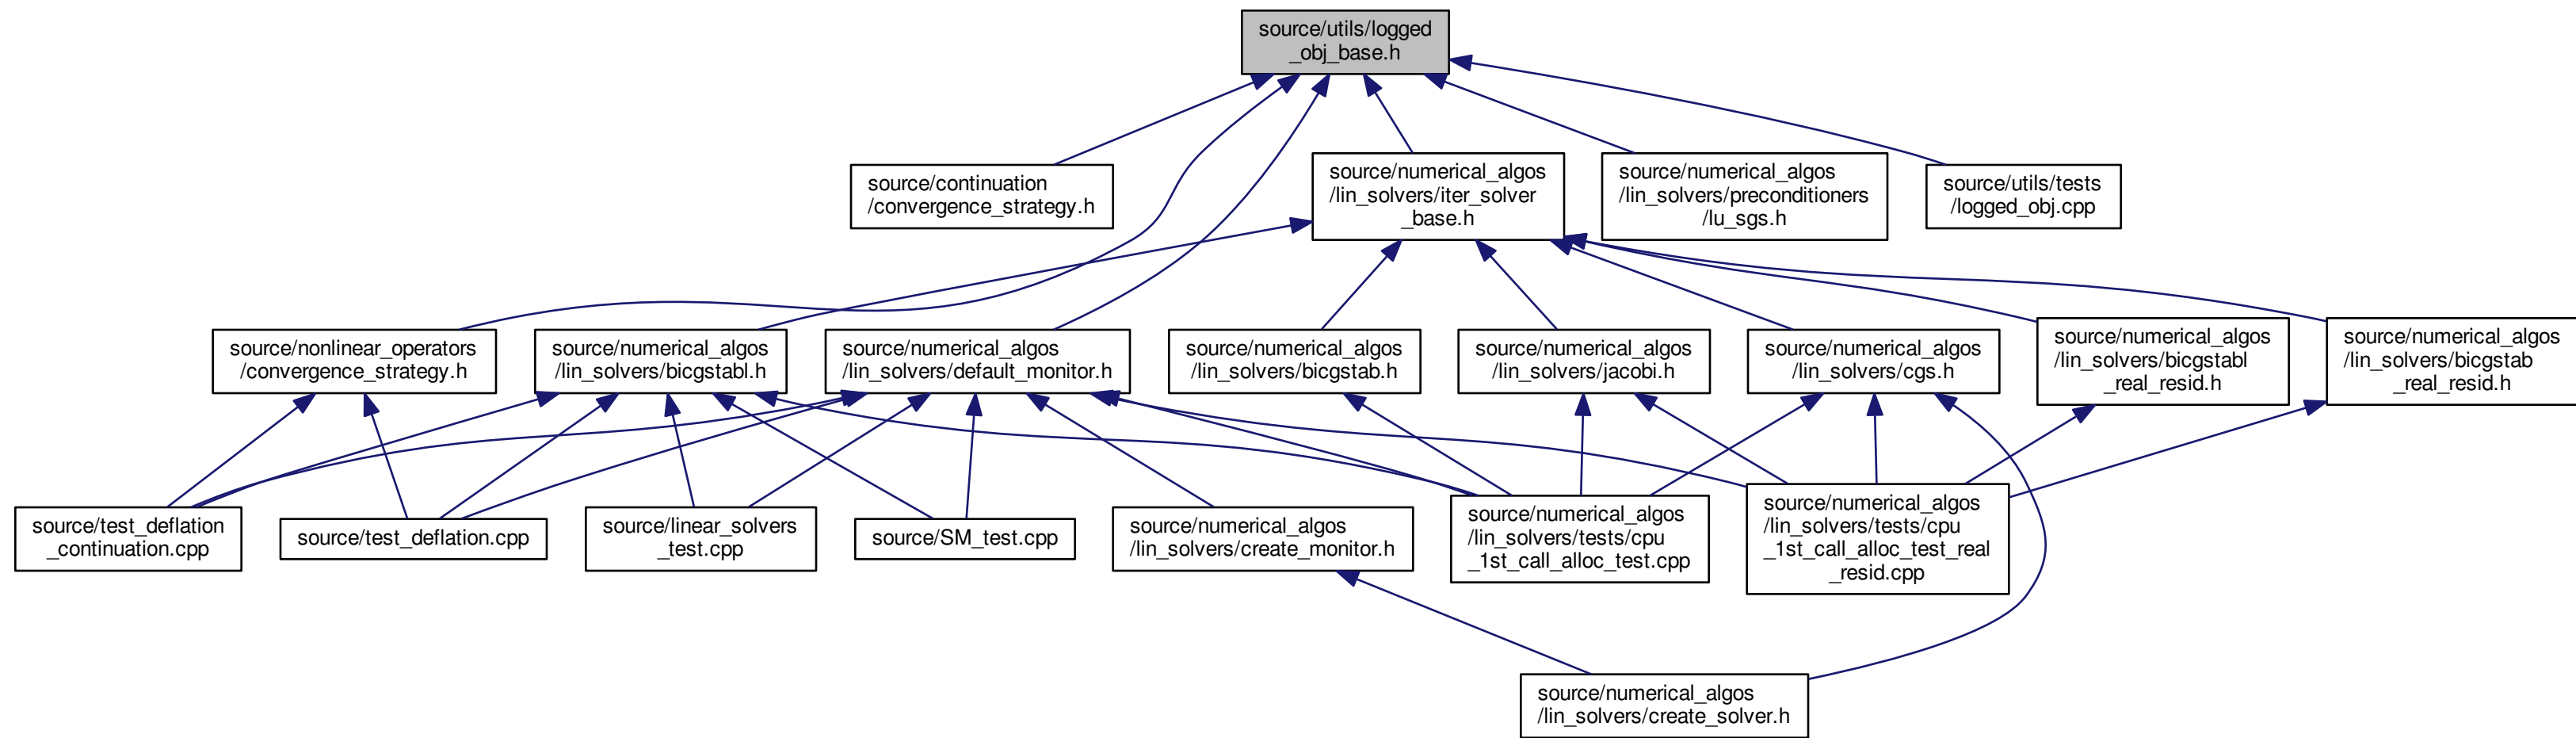 source/utils/logged
_obj_base.h
source/continuation
/convergence_strategy.h
source/numerical_algos
/lin_solvers/iter_solver
_base.h
source/numerical_algos
/lin_solvers/preconditioners
/lu_sgs.h
source/utils/tests
/logged_obj.cpp
source/nonlinear_operators
/convergence_strategy.h
source/numerical_algos
/lin_solvers/bicgstabl.h
source/numerical_algos
/lin_solvers/default_monitor.h
source/numerical_algos
/lin_solvers/bicgstab.h
source/numerical_algos
/lin_solvers/jacobi.h
source/numerical_algos
/lin_solvers/cgs.h
source/numerical_algos
/lin_solvers/bicgstabl
_real_resid.h
source/numerical_algos
/lin_solvers/bicgstab
_real_resid.h
source/test_deflation
_continuation.cpp
source/test_deflation.cpp
source/linear_solvers
_test.cpp
source/SM_test.cpp
source/numerical_algos
/lin_solvers/create_monitor.h
source/numerical_algos
/lin_solvers/tests/cpu
_1st_call_alloc_test.cpp
source/numerical_algos
/lin_solvers/tests/cpu
_1st_call_alloc_test_real
_resid.cpp
source/numerical_algos
/lin_solvers/create_solver.h